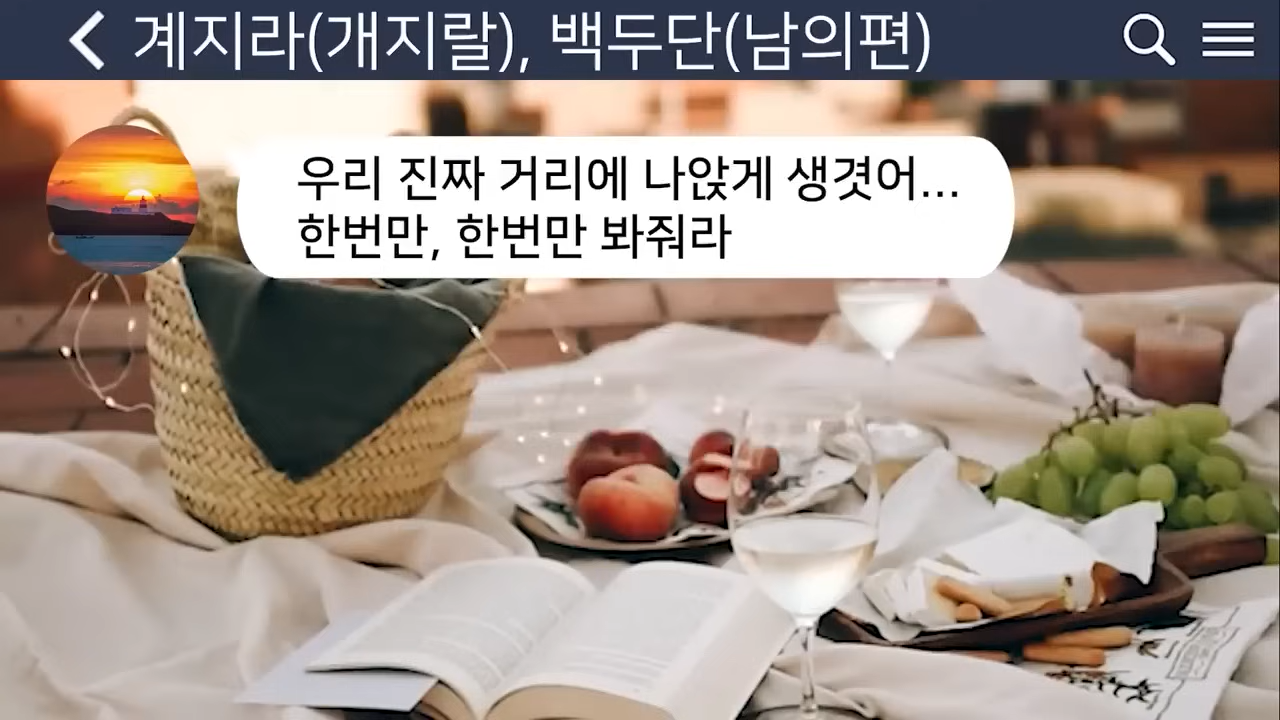 계지라(개지랄), 백두단(남의편)
우리 진짜 거리에 나앉게 생겻어...
한번만, 한번만 봐줘라